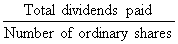 Total dividends paid
Number of ordinary shares